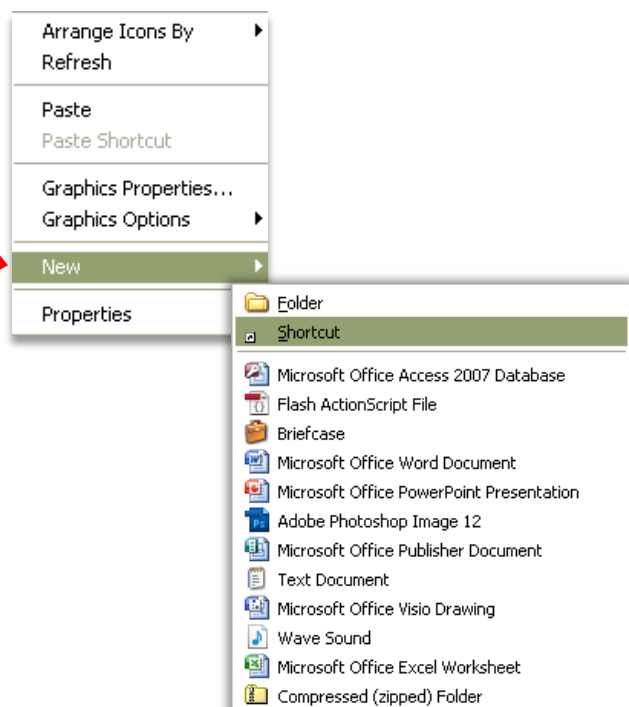 Arrange Icons By
Refresh
Paste
Paste Shortcut
Graphics Properties...
Graphics Options
New
Properties
Folder
Shortcut
Microsoft Office Access 2007 Database
Flash ActionScript File
Briefcase
Microsoft Office Word Document
Microsoft Office PowerPoint Presentation
Adobe Photoshop Image 12
Microsoft Office Publisher Document
Text Document
Microsoft Office Visio Drawing
Wave Sound
Microsoft Office Excel Worksheet
Compressed (zipped) Folder